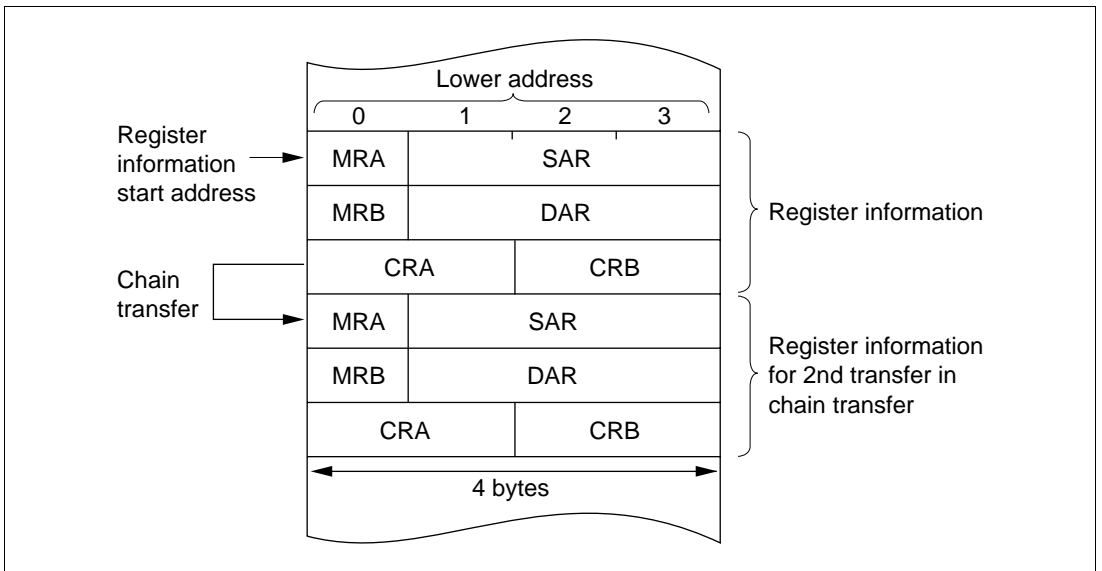 Lower address
0 1 2 3
Register
information
start address
MRA SAR
MRB DAR
Register information
CRA CRB
Chain
transfer
MRA SAR
MRB DAR
Register information
for 2nd transfer in
chain transfer
CRA CRB
4 bytes